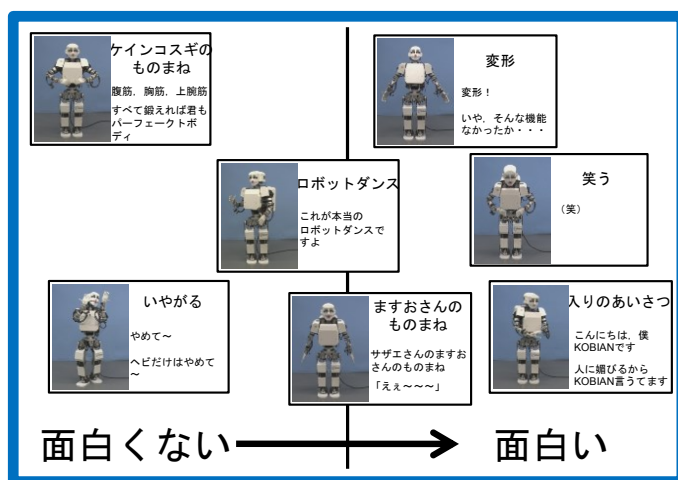 ケインコスギの
ものまね
腹筋，胸筋，上腕筋
すべて鍛えれば君も
パーフェークトボ
ディ
変形
変形！
いや，そんな機能
なかったか・・・
ロボットダンス
これが本当の
ロボットダンスで
すよ
笑う
（笑）
いやがる
やめて～
ヘビだけはやめて
～
ますおさんの
ものまね
サザエさんのますお
さんのものまね
「えぇ～～～」
入りのあいさつ
こんにちは，僕
KOBIANです
人に媚びるから
KOBIAN言うてます
面白くない
面白い